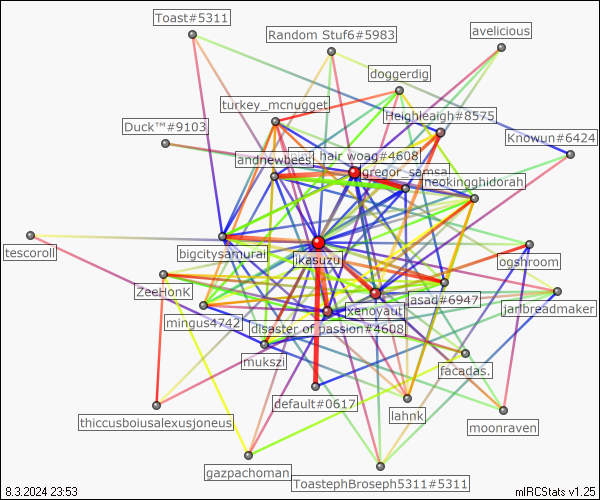 Toast#5311
Random Stuf6#5983
avelicious
doggerdig
turkey_mcnugget
Heighleaigh#8575
Duck™#9103
Knowun#6424
andnewbees
hair woag#4608
gregor_samsa
neokingghidorah
tescoroll
bigcitysamurai
ikasuzu
ogshroom
ZeeHonk
asad#6947
jarlbreadmaker
xenoyaut
mingus4742
disaster of passion#4608
mukszi
facadas.
default#0617
lahnk
thiccusboiusalexusjoneus
moonraven
gazpachoman
ToastephBroseph5311#5311
8.3.2024 23:53
mIRCStats v1.25